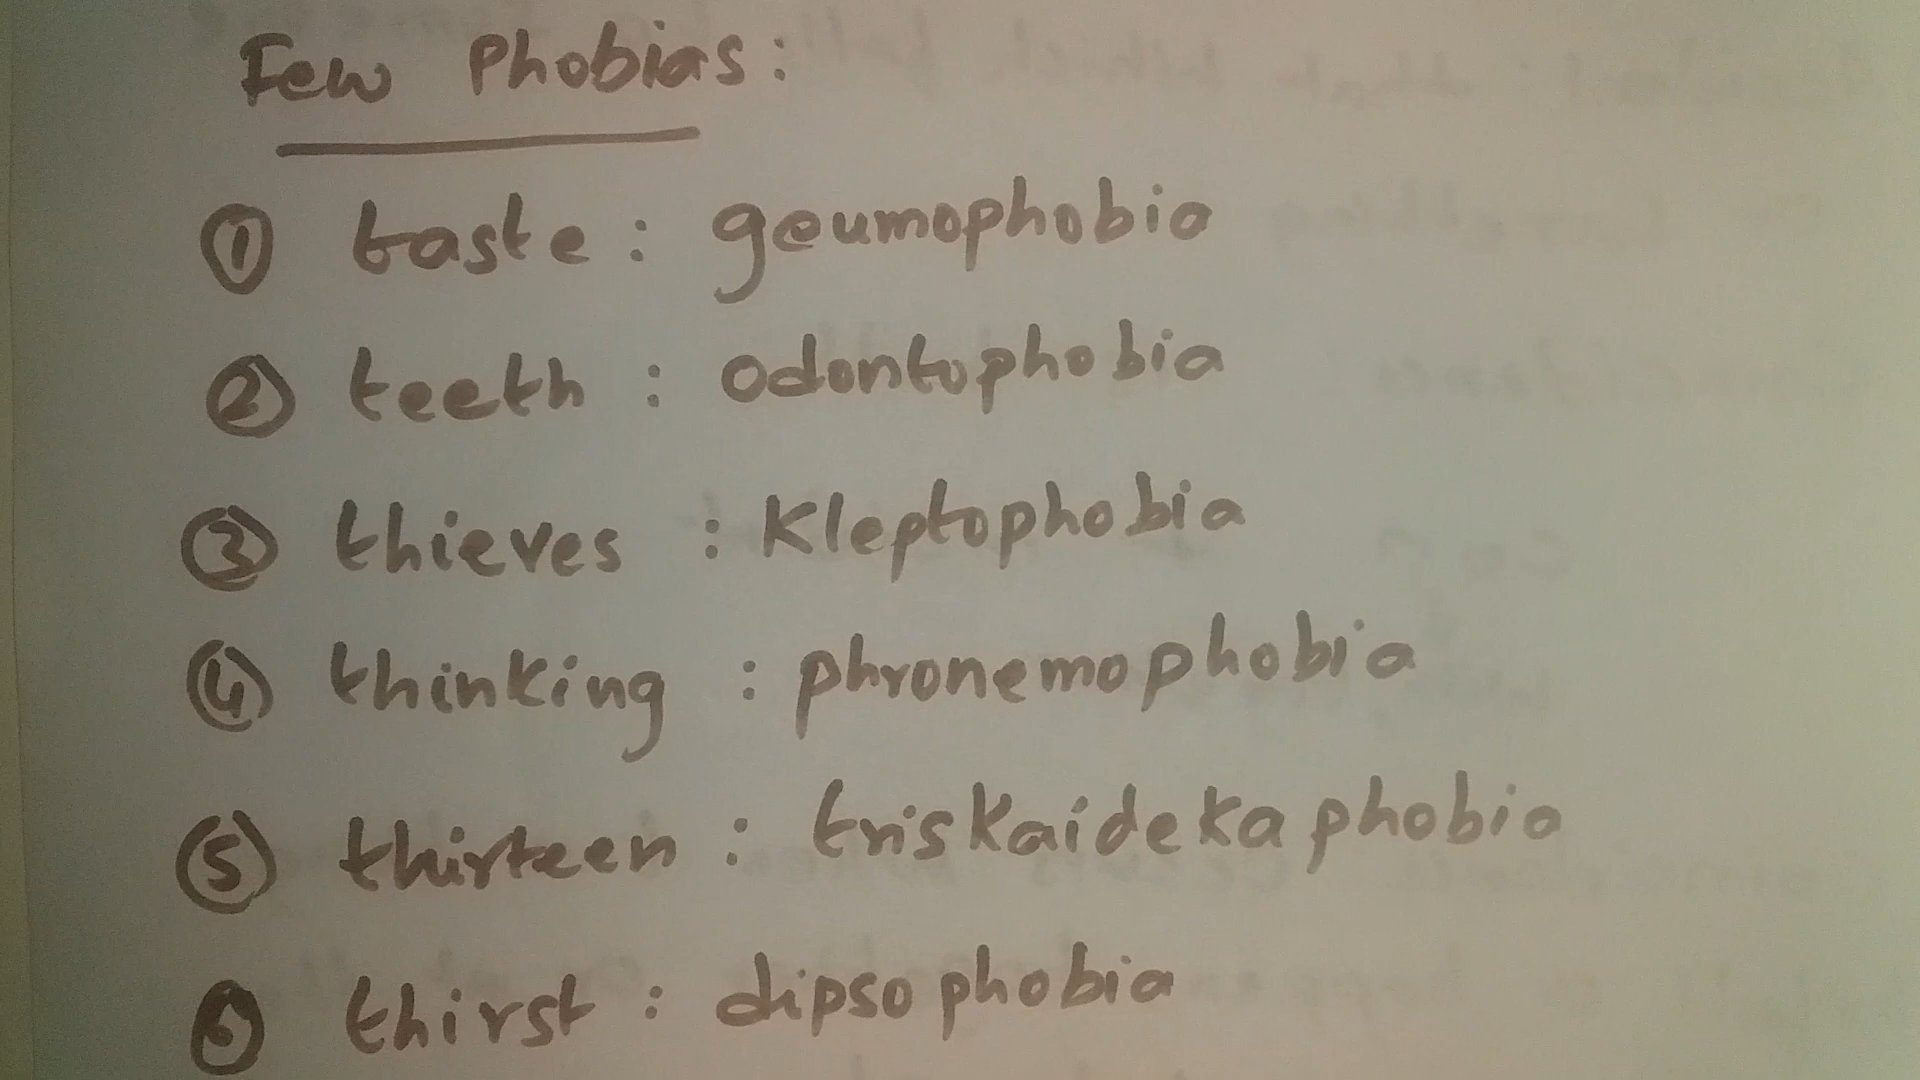 Few Phobias:
① taste : geumophobia
② teeth : odontophobia
③ thieves : Kleptophobia
④ thinking : phronemophobia
⑤ thirteen : triskaidekaphobia
⑥ thirst : dipsophobia